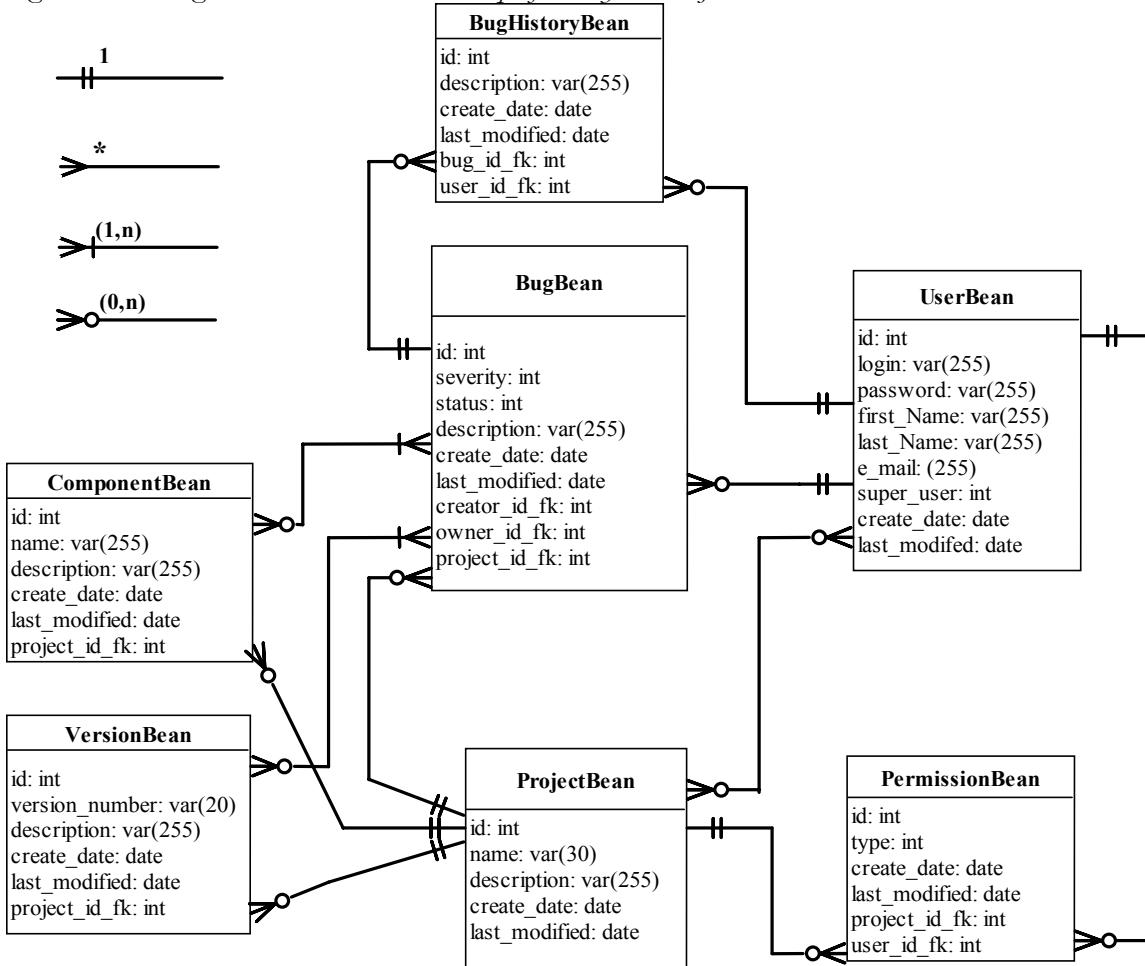 1
*
(1,n)
(0,n)
BugHistoryBean
id: int
description: var(255)
create_date: date
last_modified: date
bug_id_fk: int
user_id_fk: int
BugBean
id: int
severity: int
status: int
description: var(255)
create_date: date
last_modified: date
creator_id_fk: int
owner_id_fk: int
project_id_fk: int
UserBean
id: int
login: var(255)
password: var(255)
first_Name: var(255)
last_Name: var(255)
e_mail: (255)
super_user: int
create_date: date
last_modifed: date
ComponentBean
id: int
name: var(255)
description: var(255)
create_date: date
last_modified: date
project_id_fk: int
VersionBean
id: int
version_number: var(20)
description: var(255)
create_date: date
last_modified: date
project_id_fk: int
ProjectBean
id: int
name: var(30)
description: var(255)
create_date: date
last_modified: date
PermissionBean
id: int
type: int
create_date: date
last_modified: date
project_id_fk: int
user_id_fk: int